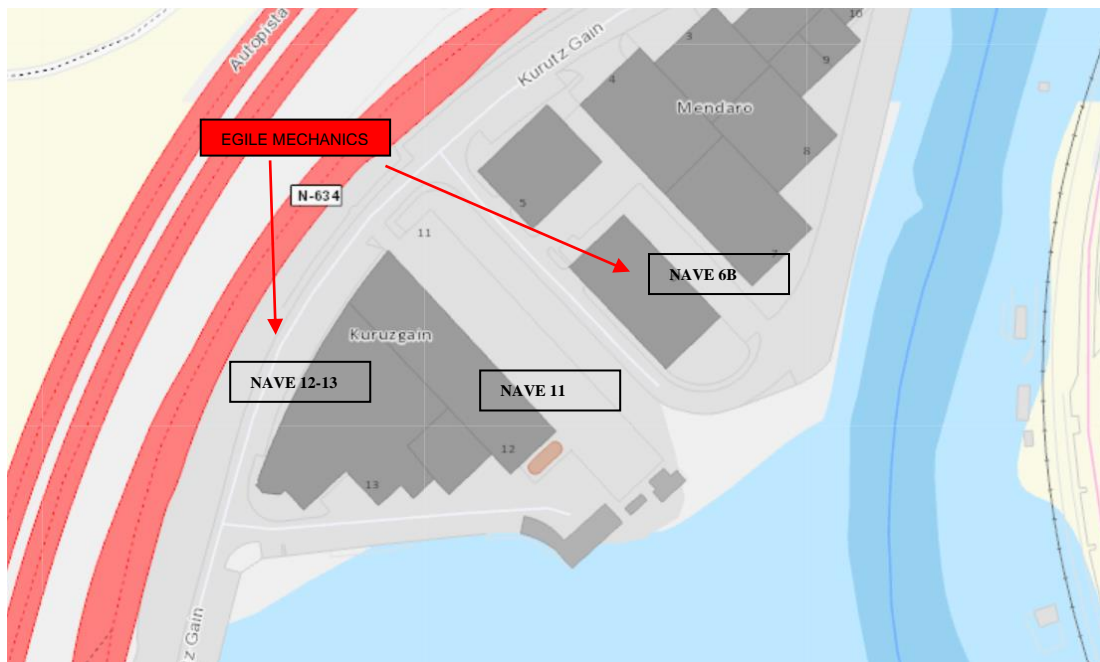 Autopista
Kurutz Gain
10
3
9
4
Mendaro
EGILE MECHANICS
8
N-634
5
11
7
NAVE 6B
Kuruzgain
NAVE 12-13
NAVE 11
12
13
z Gain